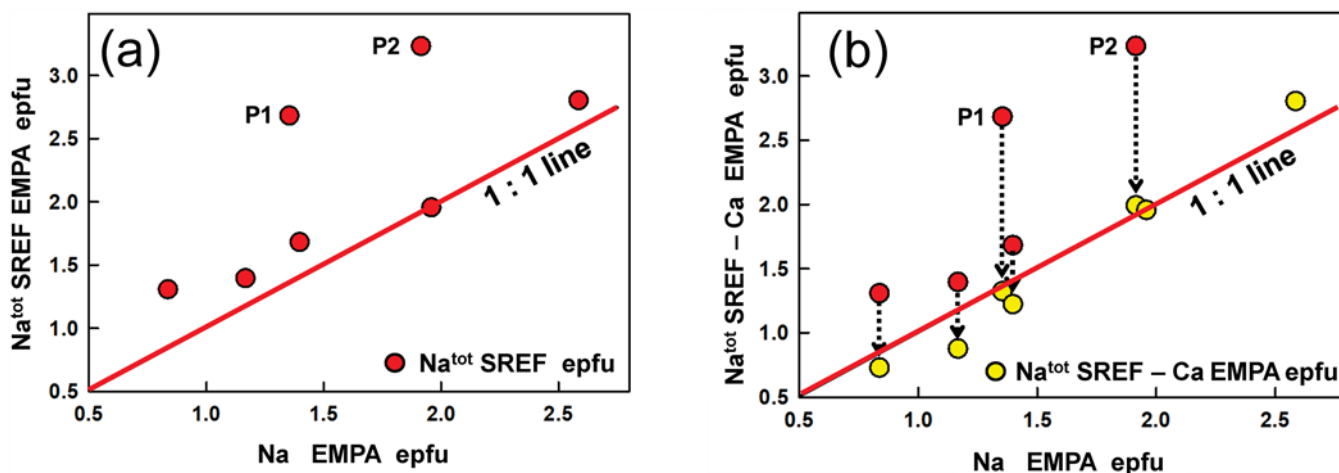 (a)
P2
P1
1 : 1 line
Na^tot SREF epfu
Na^tot SREF EMPA epfu
3.0
2.5
2.0
1.5
1.0
0.5
0.5 1.0 1.5 2.0 2.5
Na EMPA epfu
(b)
P2
P1
1 : 1 line
Na^tot SREF – Ca EMPA epfu
Na^tot SREF – Ca EMPA epfu
3.0
2.5
2.0
1.5
1.0
0.5
0.5 1.0 1.5 2.0 2.5
Na EMPA epfu